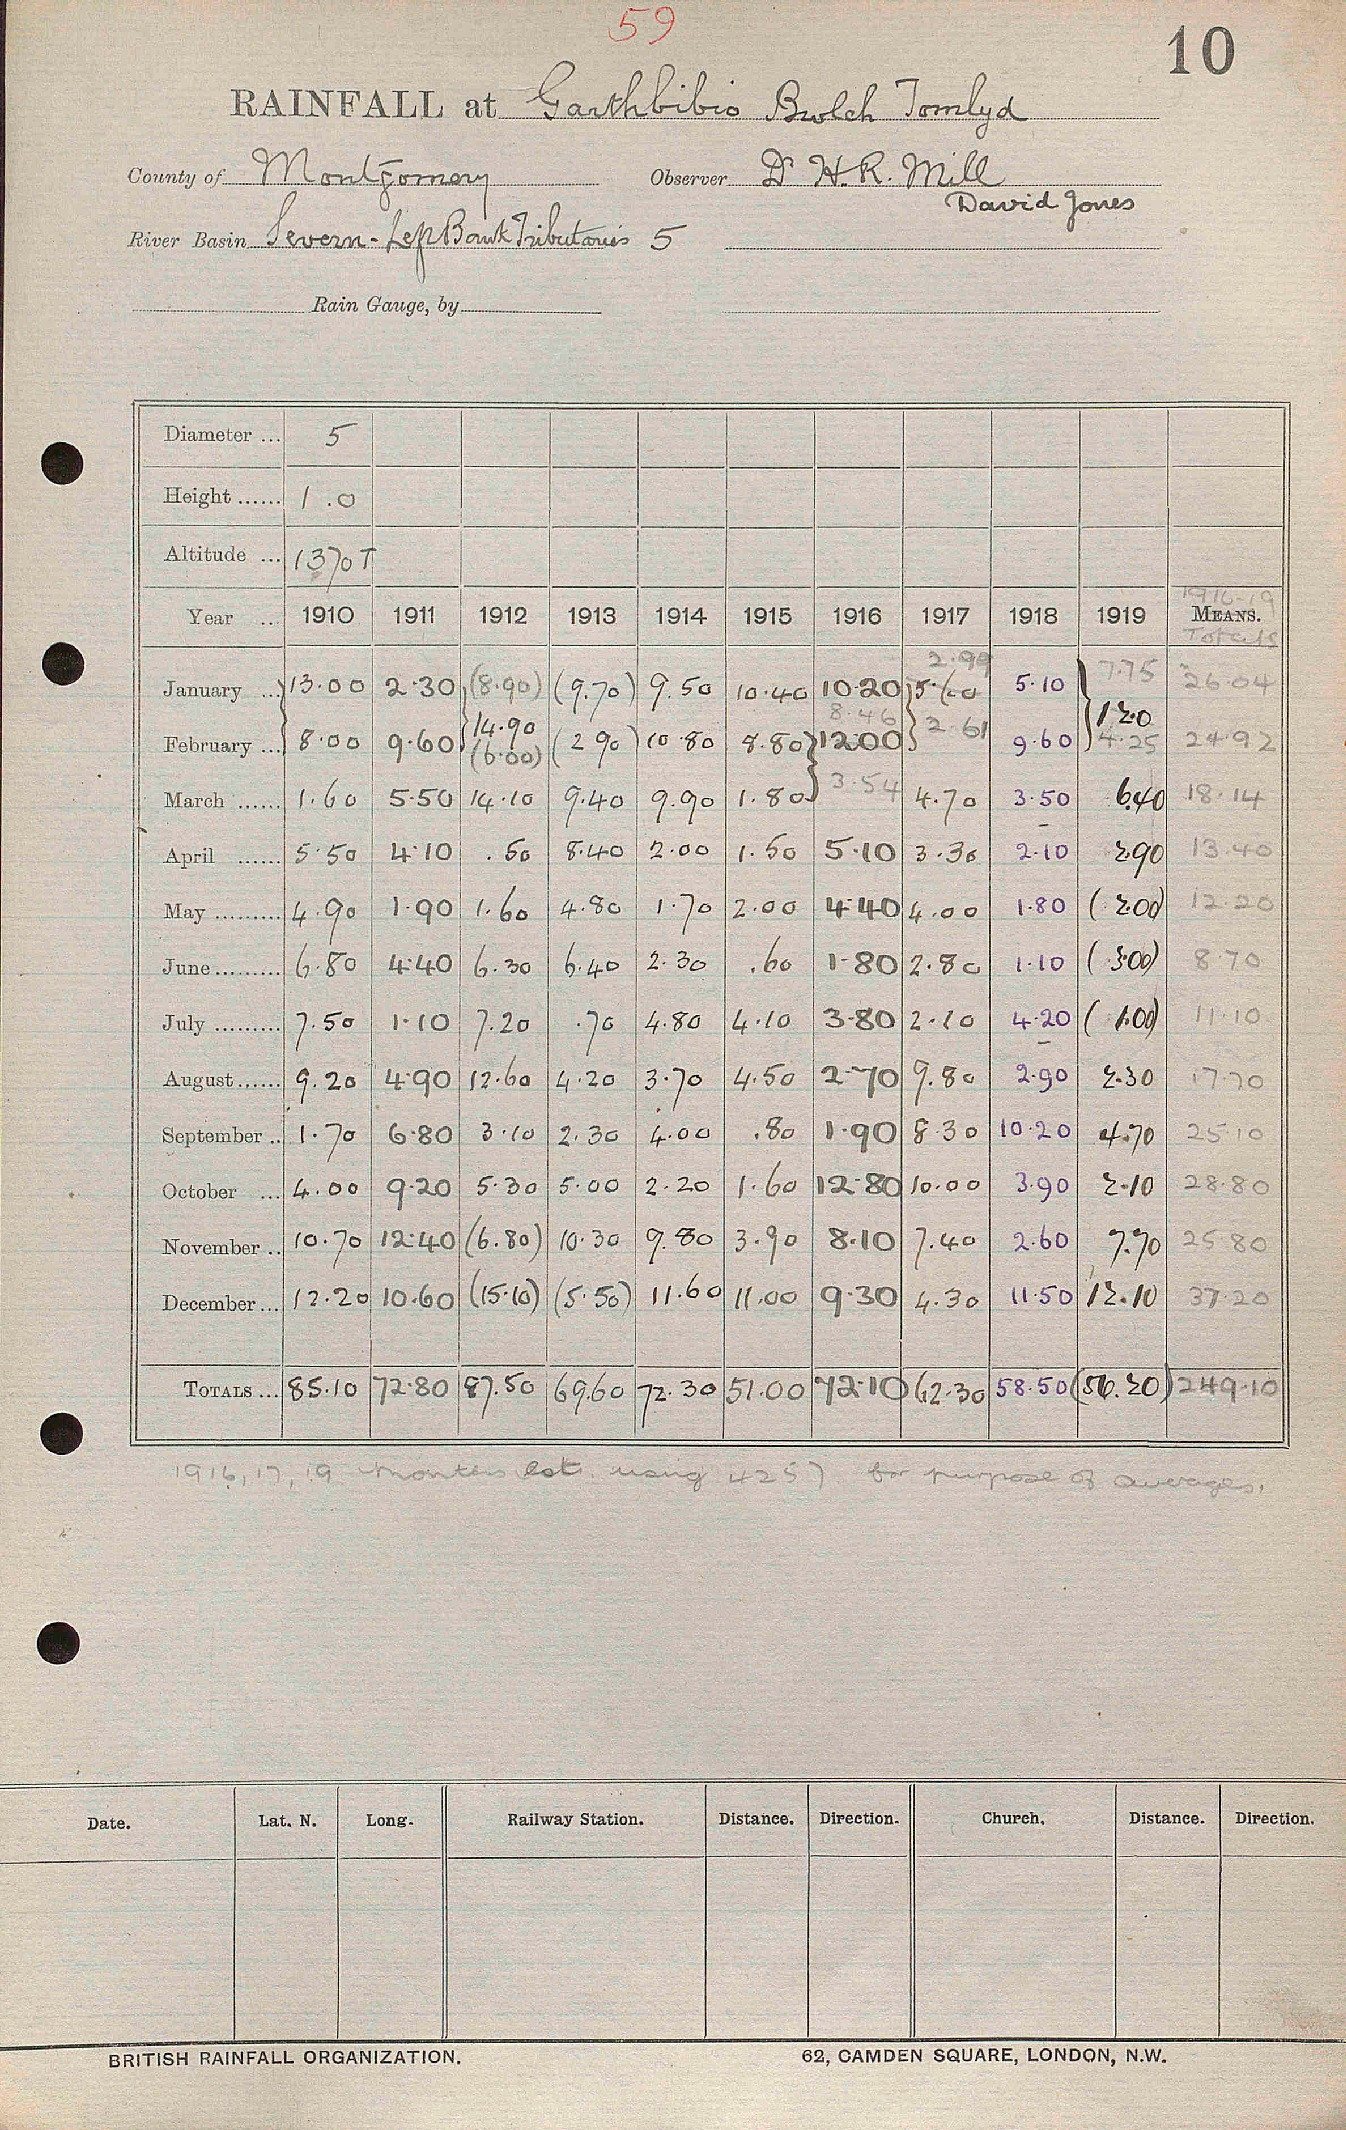 59
10
RAINFALL at Garthbibio Bwlch Tomlyd
County of Montgomery Observer Dr H.R. Mill
David Jones
River Basin Severn - Left Bank Tributaries 5
Rain Gauge, by
Diameter ... 5
Height ...... 1.0
Altitude ... 1370 T
1916-19
Year ... 1910 1911 1912 1913 1914 1915 1916 1917 1918 1919 MEANS.
Totals
2.99 7.75
January ... 13.00 2.30 (8.90) (9.70) 9.50 10.40 10.20 5.60 5.10 26.04
14.90 8.46 2.61 12.0
February ... 8.00 9.60 (6.00) (2.90) 10.80 8.80 12.00 9.60 4.25 24.92
3.54
March ...... 1.60 5.50 14.10 9.40 9.90 1.80 4.70 3.50 6.40 18.14
April ...... 5.50 4.10 .50 8.40 2.00 1.50 5.10 3.30 2.10 2.90 13.40
May ......... 4.90 1.90 1.60 4.80 1.70 2.00 4.40 4.00 1.80 (2.00) 12.20
June ......... 6.80 4.40 6.30 6.40 2.30 .60 1.80 2.80 1.10 (3.00) 8.70
July ......... 7.50 1.10 7.20 .70 4.80 4.10 3.80 2.10 4.20 (1.00) 11.10
August ...... 9.20 4.90 12.60 4.20 3.70 4.50 2.70 9.80 2.90 2.30 17.70
September .. 1.70 6.80 3.10 2.30 4.00 .80 1.90 8.30 10.20 4.70 25.10
October ... 4.00 9.20 5.30 5.00 2.20 1.60 12.80 10.00 3.90 2.10 28.80
November .. 10.70 12.40 (6.80) 10.30 9.80 3.90 8.10 7.40 2.60 7.70 25.80
December ... 12.20 10.60 (15.10) (5.50) 11.60 11.00 9.30 4.30 11.50 12.10 37.20
TOTALS ... 85.10 72.80 87.50 69.60 72.30 51.00 72.10 62.30 58.50 (56.20) 249.10
1916, 17, 19 months est. using 4257 for purpose of averages.
Date. Lat. N. Long. Railway Station. Distance. Direction. Church. Distance. Direction.
BRITISH RAINFALL ORGANIZATION. 62, CAMDEN SQUARE, LONDON, N.W.